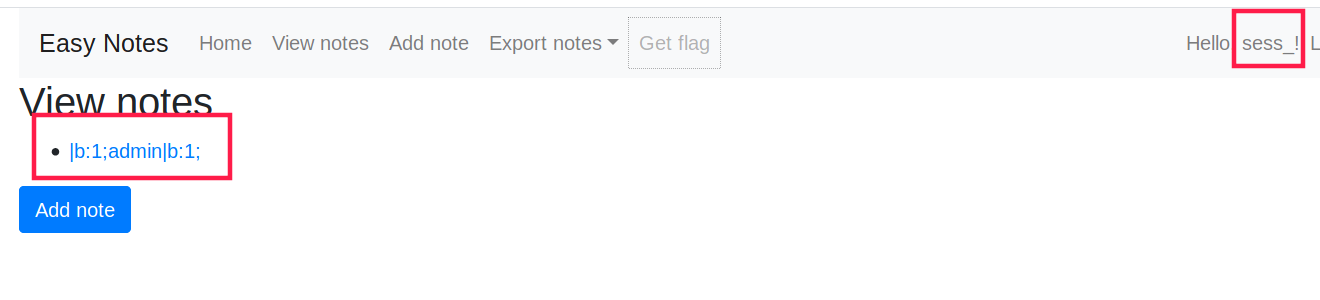 Easy Notes Home View notes Add note Export notes Get flag Hello sess_! L
View notes
|b:1;admin|b:1;
Add note